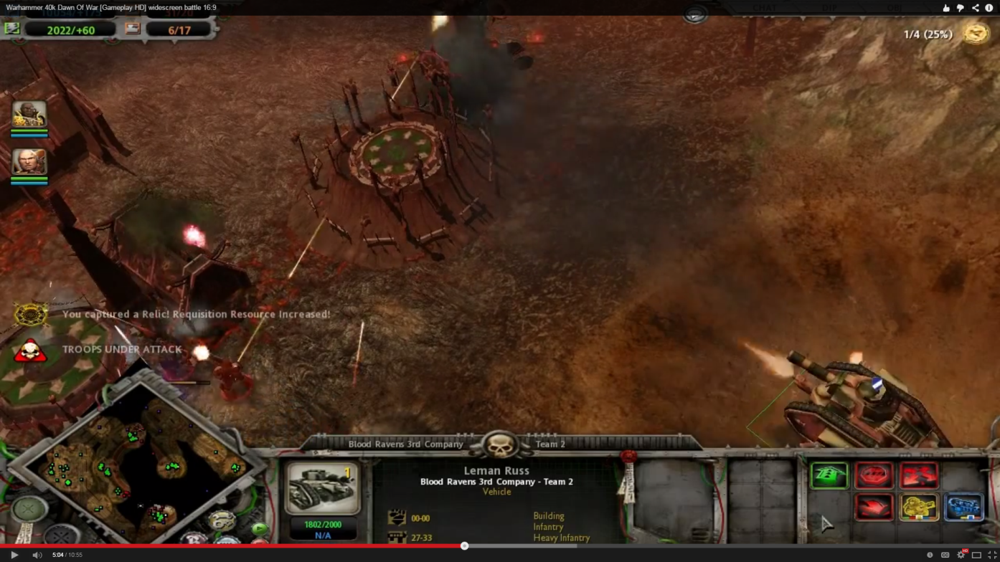 Warhammer 40k Dawn Of War [Gameplay HD] widescreen battle 16:9
CHAT
2022/+60
6/17
1/4 (25%)
You captured a Relic! Requisition Resource Increased!
TROOPS UNDER ATTACK
Blood Ravens 3rd Company
Team 2
Leman Russ
Blood Ravens 3rd Company - Team 2
Vehicle
1
1802/2000
N/A
00-00
Building
Infantry
27-33
Heavy Infantry
5:04 / 10:55
HD